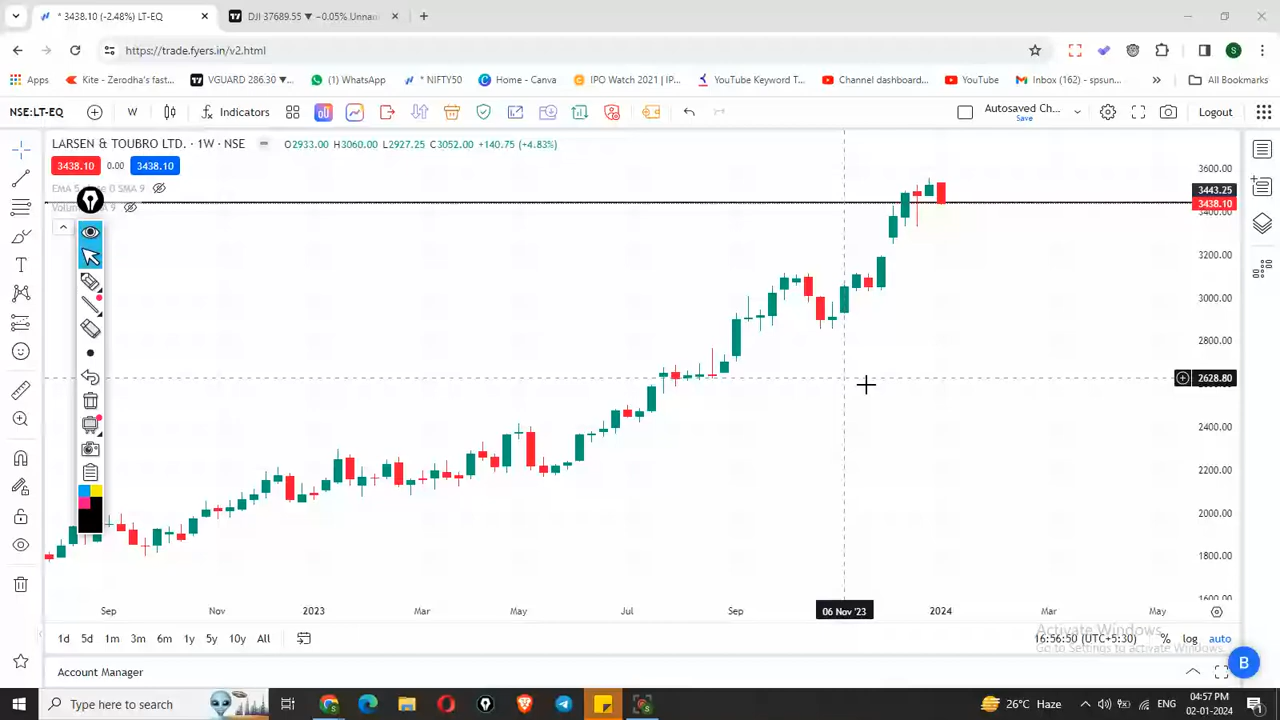 * 3438.10 (-2.48%) LT-EQ
DJI 37689.55 ▼ −0.05% Unnam
https://trade.fyers.in/v2.html
S
Apps
Kite - Zerodha's fast...
VGUARD 286.30 ▼...
(1) WhatsApp
* NIFTY50
Home - Canva
IPO Watch 2021 | IP...
YouTube Keyword T...
Channel dashboard...
YouTube
Inbox (162) - spsun...
All Bookmarks
NSE:LT-EQ
W
Indicators
Autosaved Ch...
Save
Logout
LARSEN & TOUBRO LTD. · 1W · NSE
O2933.00 H3060.00 L2927.25 C3052.00 +140.75 (+4.83%)
3438.10 0.00 3438.10
3600.00
3443.25
3438.10
3400.00
3200.00
3000.00
2800.00
2628.80
2400.00
2200.00
2000.00
1800.00
1600.00
Sep Nov 2023 Mar May Jul Sep 06 Nov '23 2024 Mar May
1d 5d 1m 3m 6m 1y 5y 10y All
16:56:50 (UTC+5:30) % log auto
Activate Windows
Go to Settings to activate Windows.
Account Manager
B
Type here to search
26°C Haze
ENG
04:57 PM
02-01-2024